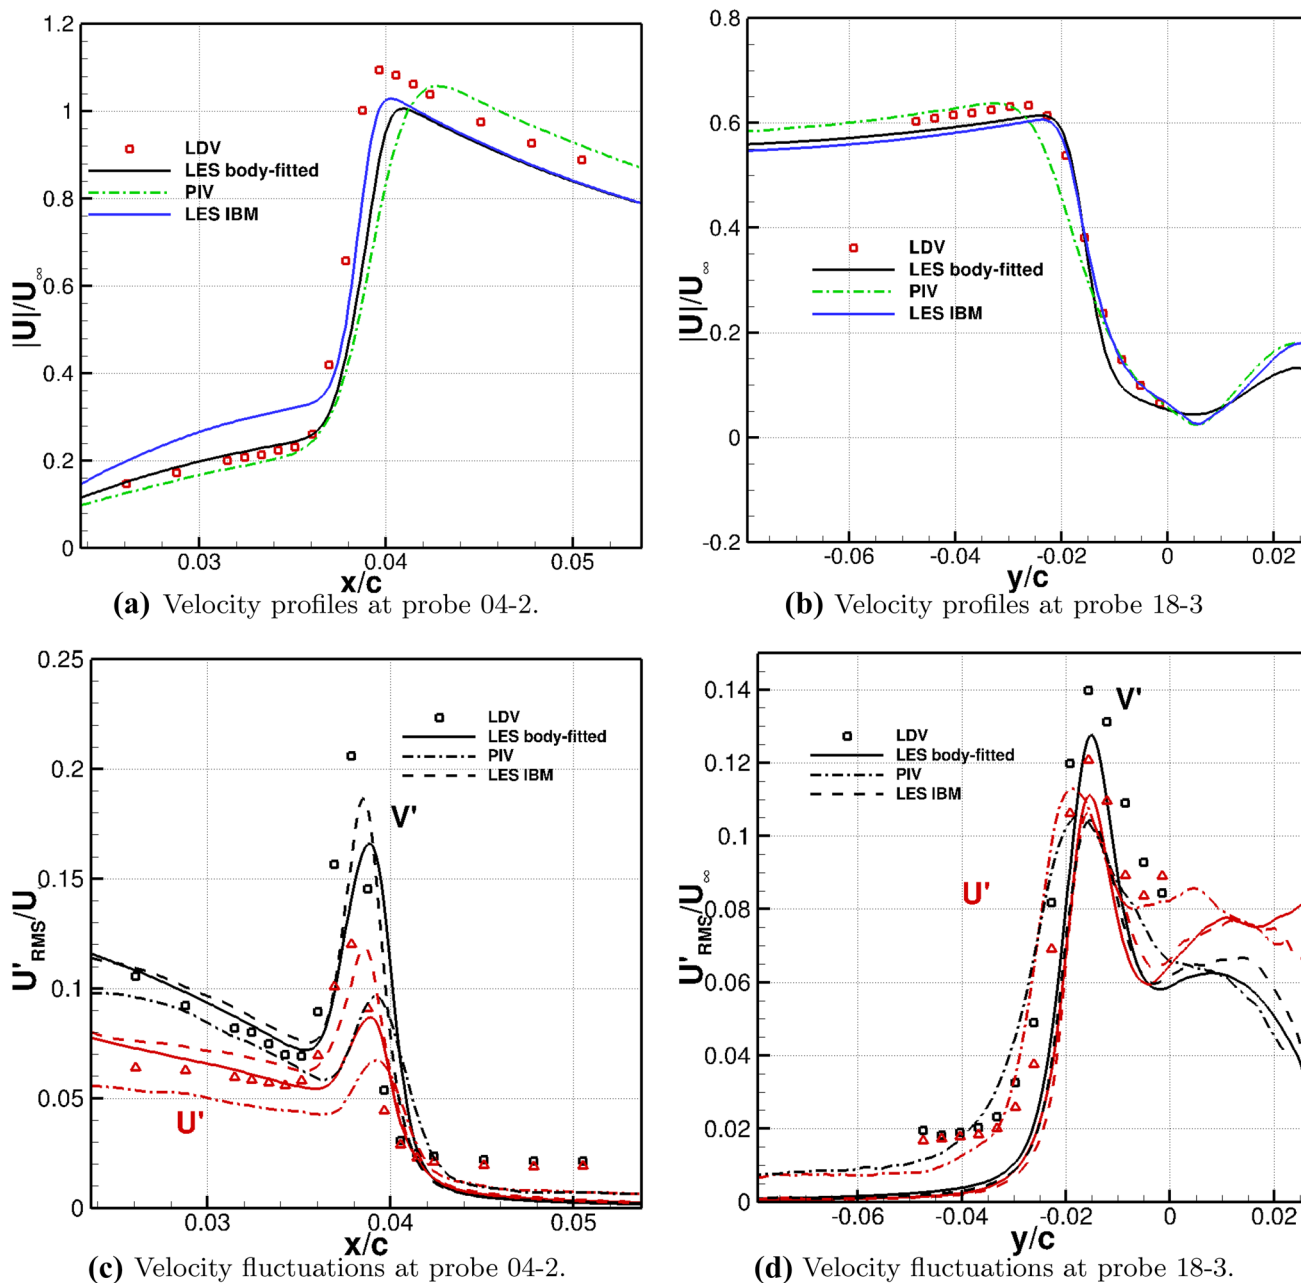 1.2
1
0.8
0.6
0.4
0.2
0
|U|/U∞
LDV
LES body-fitted
PIV
LES IBM
0.03
0.04
0.05
x/c
(a) Velocity profiles at probe 04-2.
0.8
0.6
0.4
0.2
0
-0.2
|U|/U∞
LDV
LES body-fitted
PIV
LES IBM
-0.06
-0.04
-0.02
0
0.02
y/c
(b) Velocity profiles at probe 18-3
0.25
0.2
0.15
0.1
0.05
0
U'RMS/U
LDV
LES body-fitted
PIV
LES IBM
V'
U'
0.03
0.04
0.05
x/c
(c) Velocity fluctuations at probe 04-2.
0.14
0.12
0.1
0.08
0.06
0.04
0.02
0
U'RMS/U∞
LDV
LES body-fitted
PIV
LES IBM
V'
U'
-0.06
-0.04
-0.02
0
0.02
y/c
(d) Velocity fluctuations at probe 18-3.